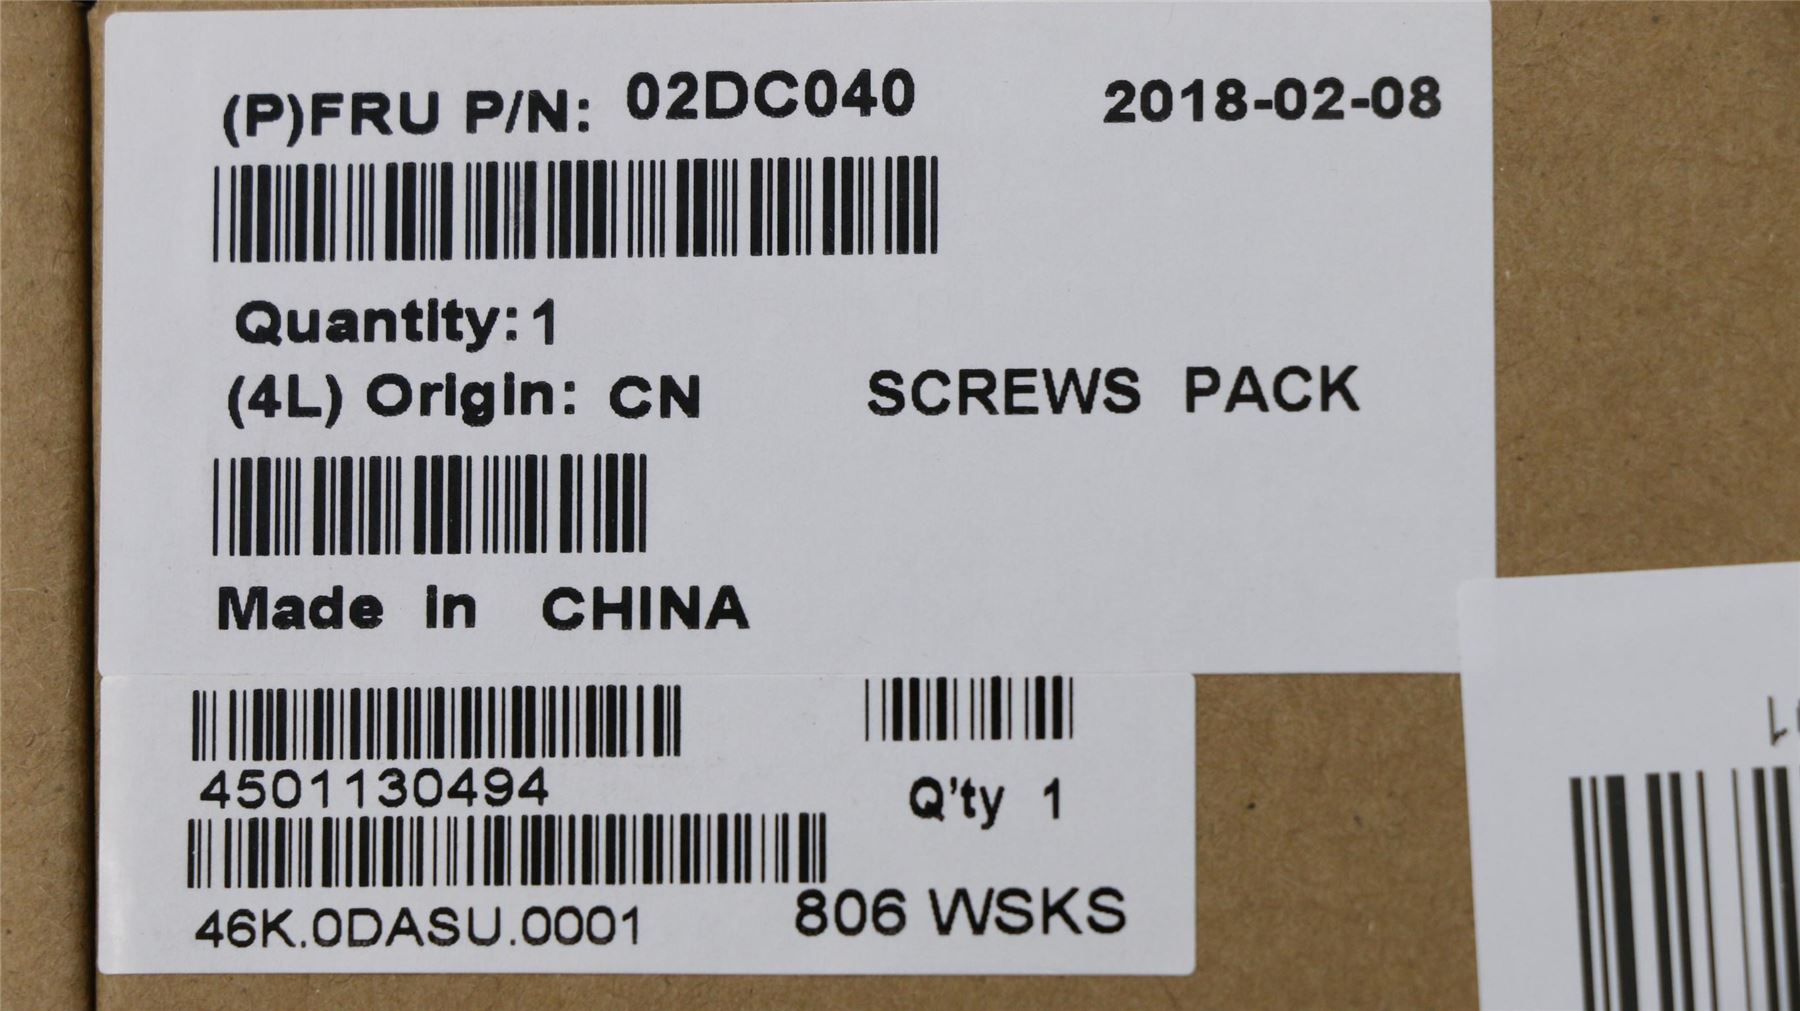 (P)FRU P/N: 02DC040 2018-02-08
Quantity: 1
(4L) Origin: CN SCREWS PACK
Made in CHINA
4501130494
Q'ty 1
46K.0DASU.0001
806 WSKS